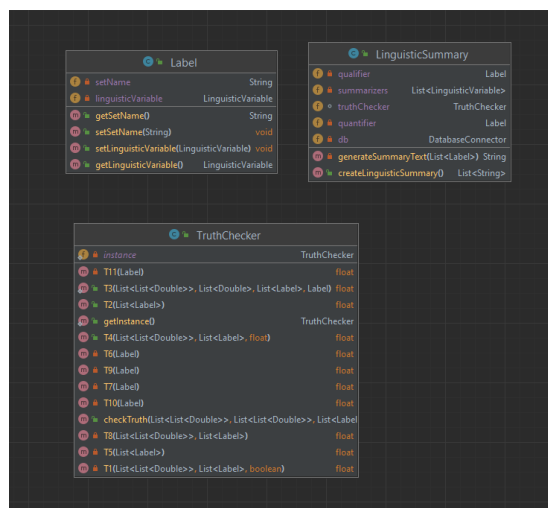 Label
setName String
linguisticVariable LinguisticVariable
getSetName() String
setSetName(String) void
setLinguisticVariable(LinguisticVariable) void
getLinguisticVariable() LinguisticVariable
LinguisticSummary
qualifier Label
summarizers List<LinguisticVariable>
truthChecker TruthChecker
quantifier Label
db DatabaseConnector
generateSummaryText(List<Label>) String
createLinguisticSummary() List<String>
TruthChecker
instance TruthChecker
T11(Label) float
T3(List<List<Double>>, List<Double>, List<Label>, Label) float
T2(List<Label>) float
getInstance() TruthChecker
T4(List<List<Double>>, List<Label>, float) float
T6(Label) float
T9(Label) float
T7(Label) float
T10(Label) float
checkTruth(List<List<Double>>, List<List<Double>>, List<Label
T8(List<List<Double>>, List<Label>) float
T5(List<Label>) float
T1(List<List<Double>>, List<Label>, boolean) float